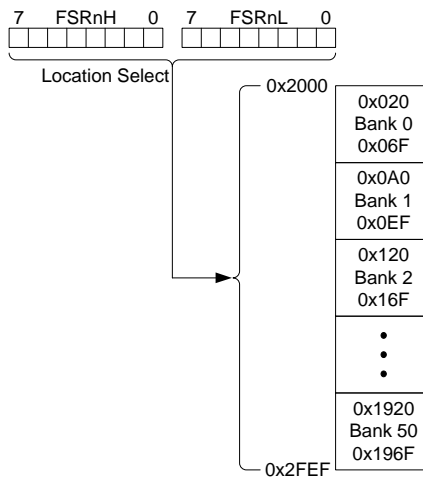 7 FSRnH 0 7 FSRnL 0
Location Select
0x2000
0x020
Bank 0
0x06F
0x0A0
Bank 1
0x0EF
0x120
Bank 2
0x16F
0x1920
Bank 50
0x196F
0x2FEF